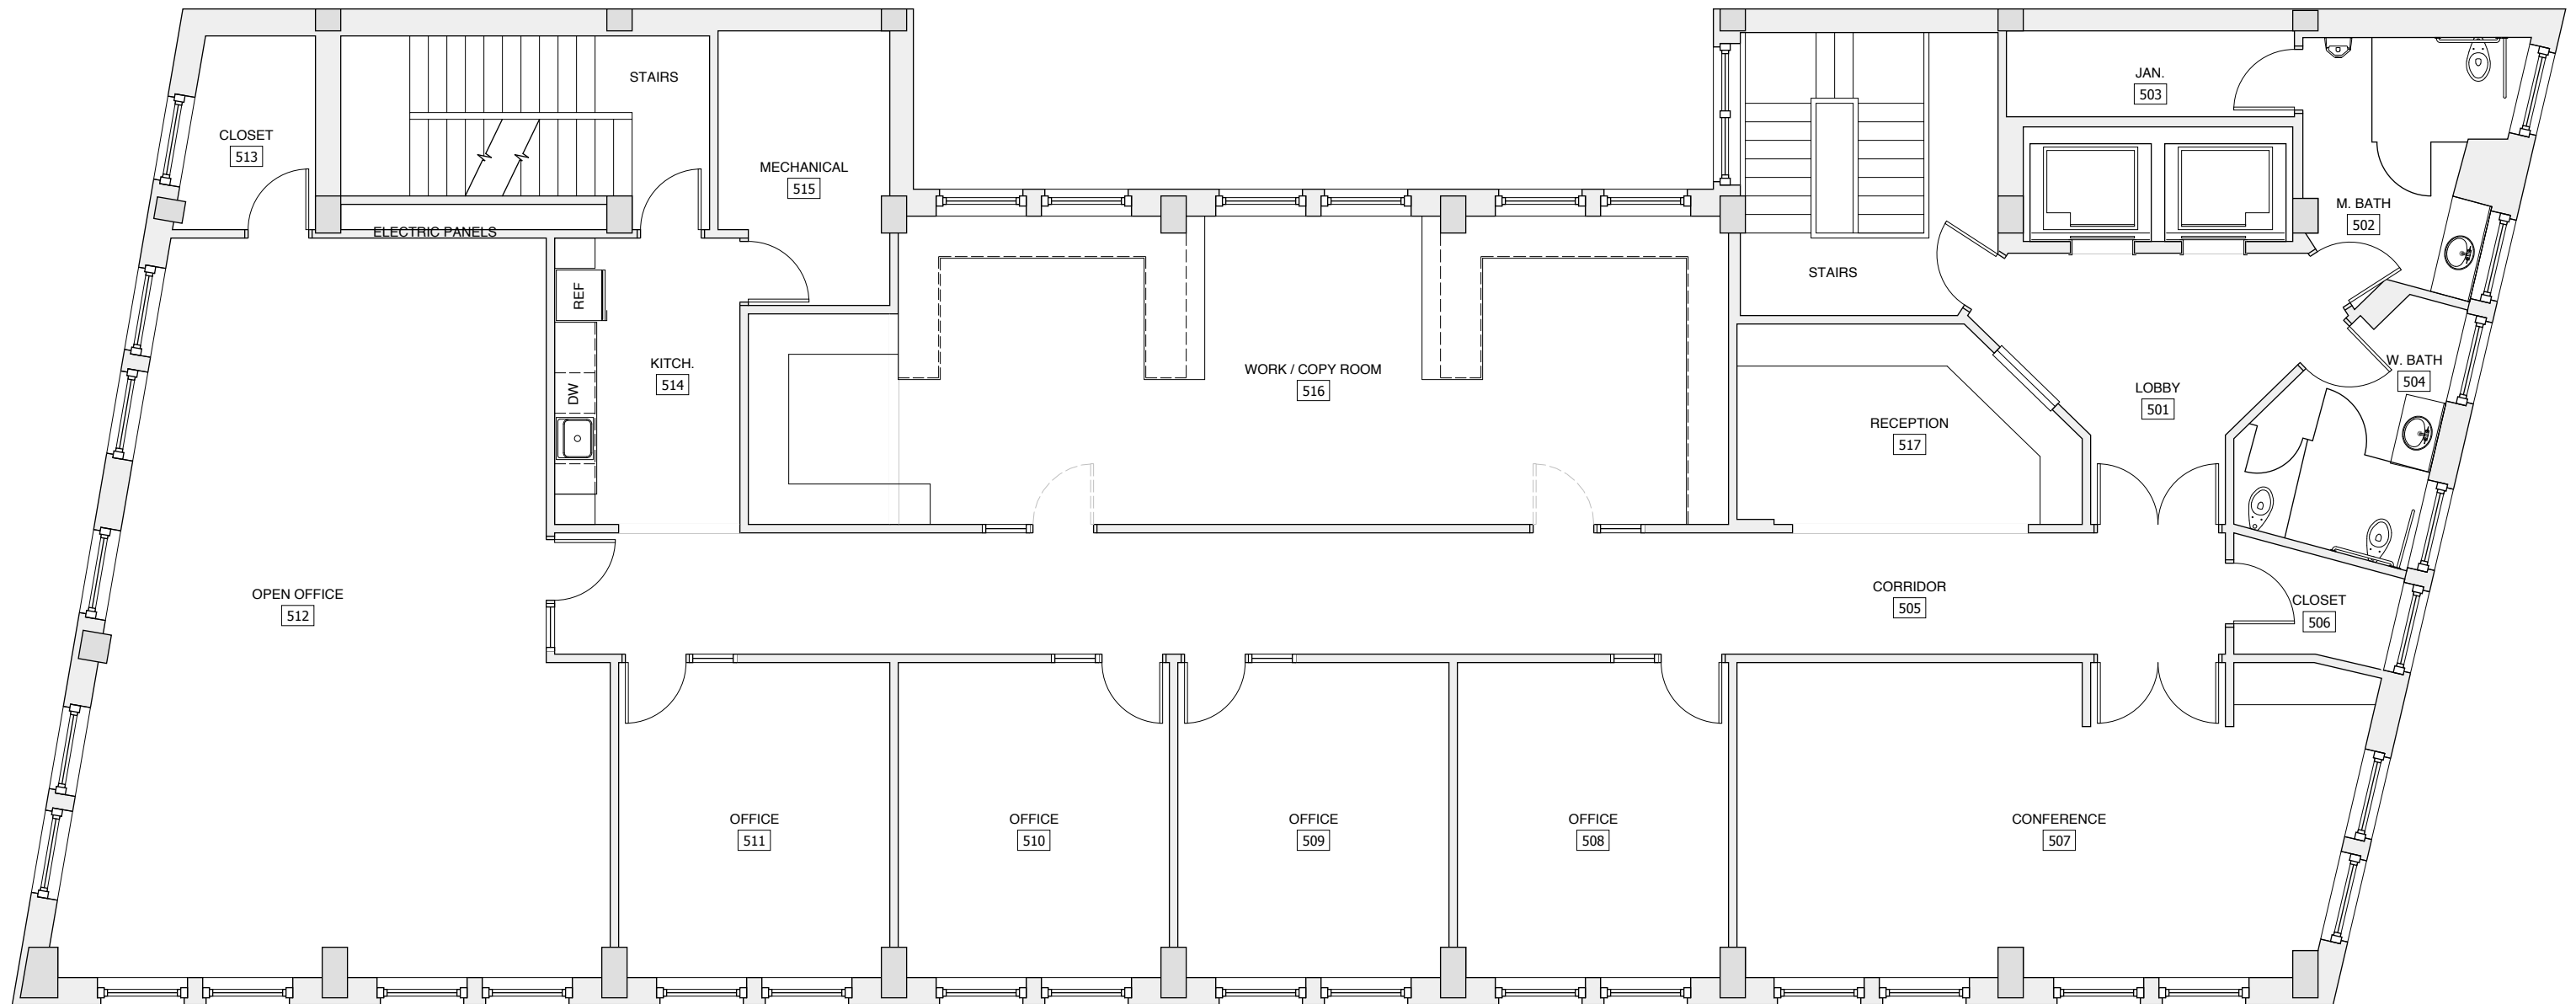 STAIRS
JAN.
503
CLOSET
513
MECHANICAL
515
M. BATH
502
ELECTRIC PANELS
STAIRS
REF
KITCH.
514
DW
WORK / COPY ROOM
516
W. BATH
504
LOBBY
501
RECEPTION
517
OPEN OFFICE
512
CORRIDOR
505
CLOSET
506
OFFICE
511
OFFICE
510
OFFICE
509
OFFICE
508
CONFERENCE
507